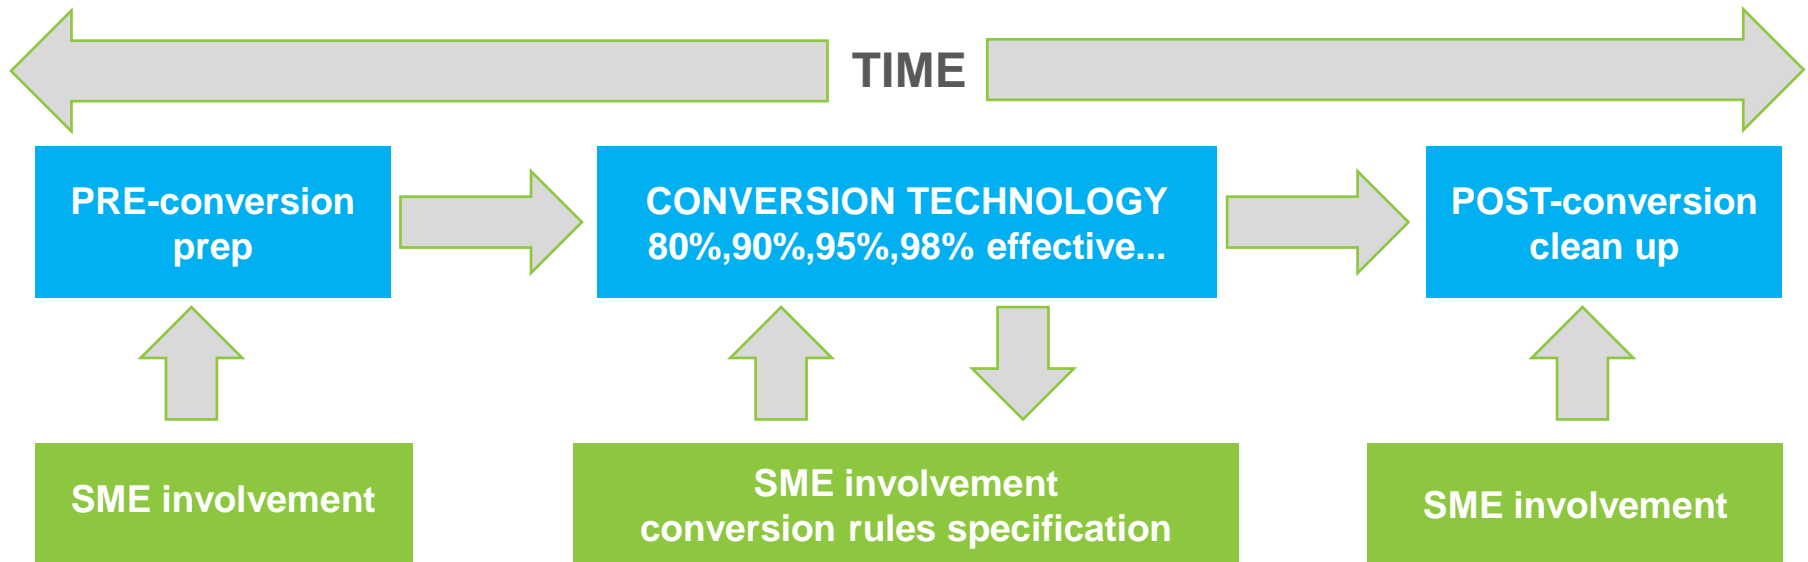 TIME
PRE-conversion
prep
CONVERSION TECHNOLOGY
80%,90%,95%,98% effective...
POST-conversion
clean up
SME involvement
SME involvement
conversion rules specification
SME involvement